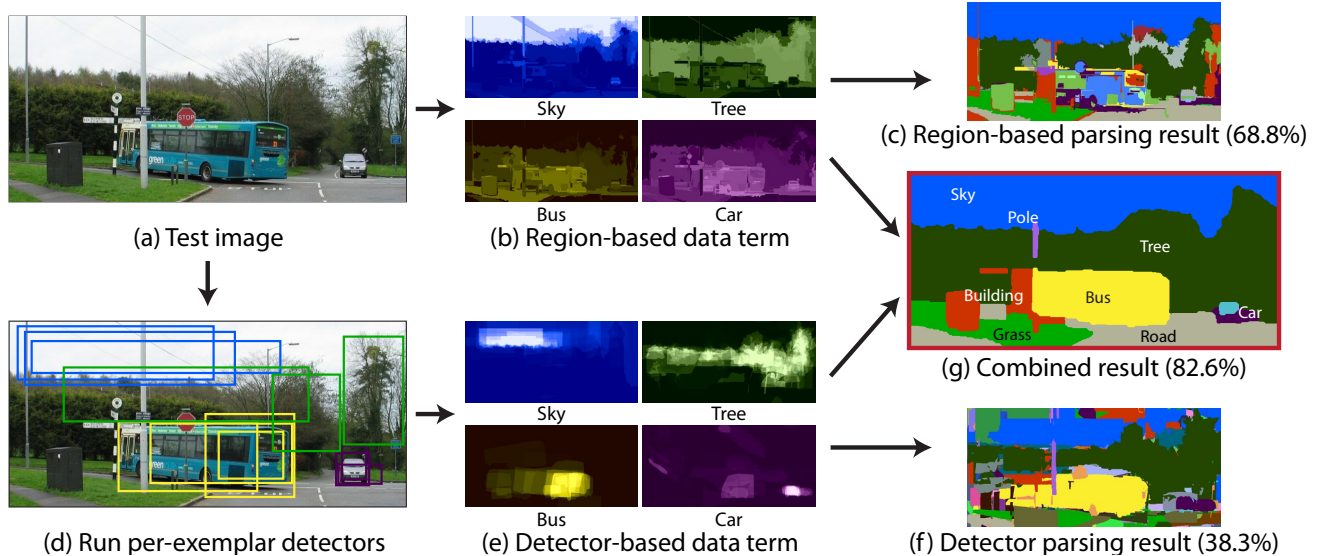 STOP
green
Sky
Tree
Bus
Car
(a) Test image
(b) Region-based data term
(c) Region-based parsing result (68.8%)
Sky
Pole
Tree
Building
Bus
Car
Grass
Road
(g) Combined result (82.6%)
green
Sky
Tree
Bus
Car
(d) Run per-exemplar detectors
(e) Detector-based data term
(f) Detector parsing result (38.3%)